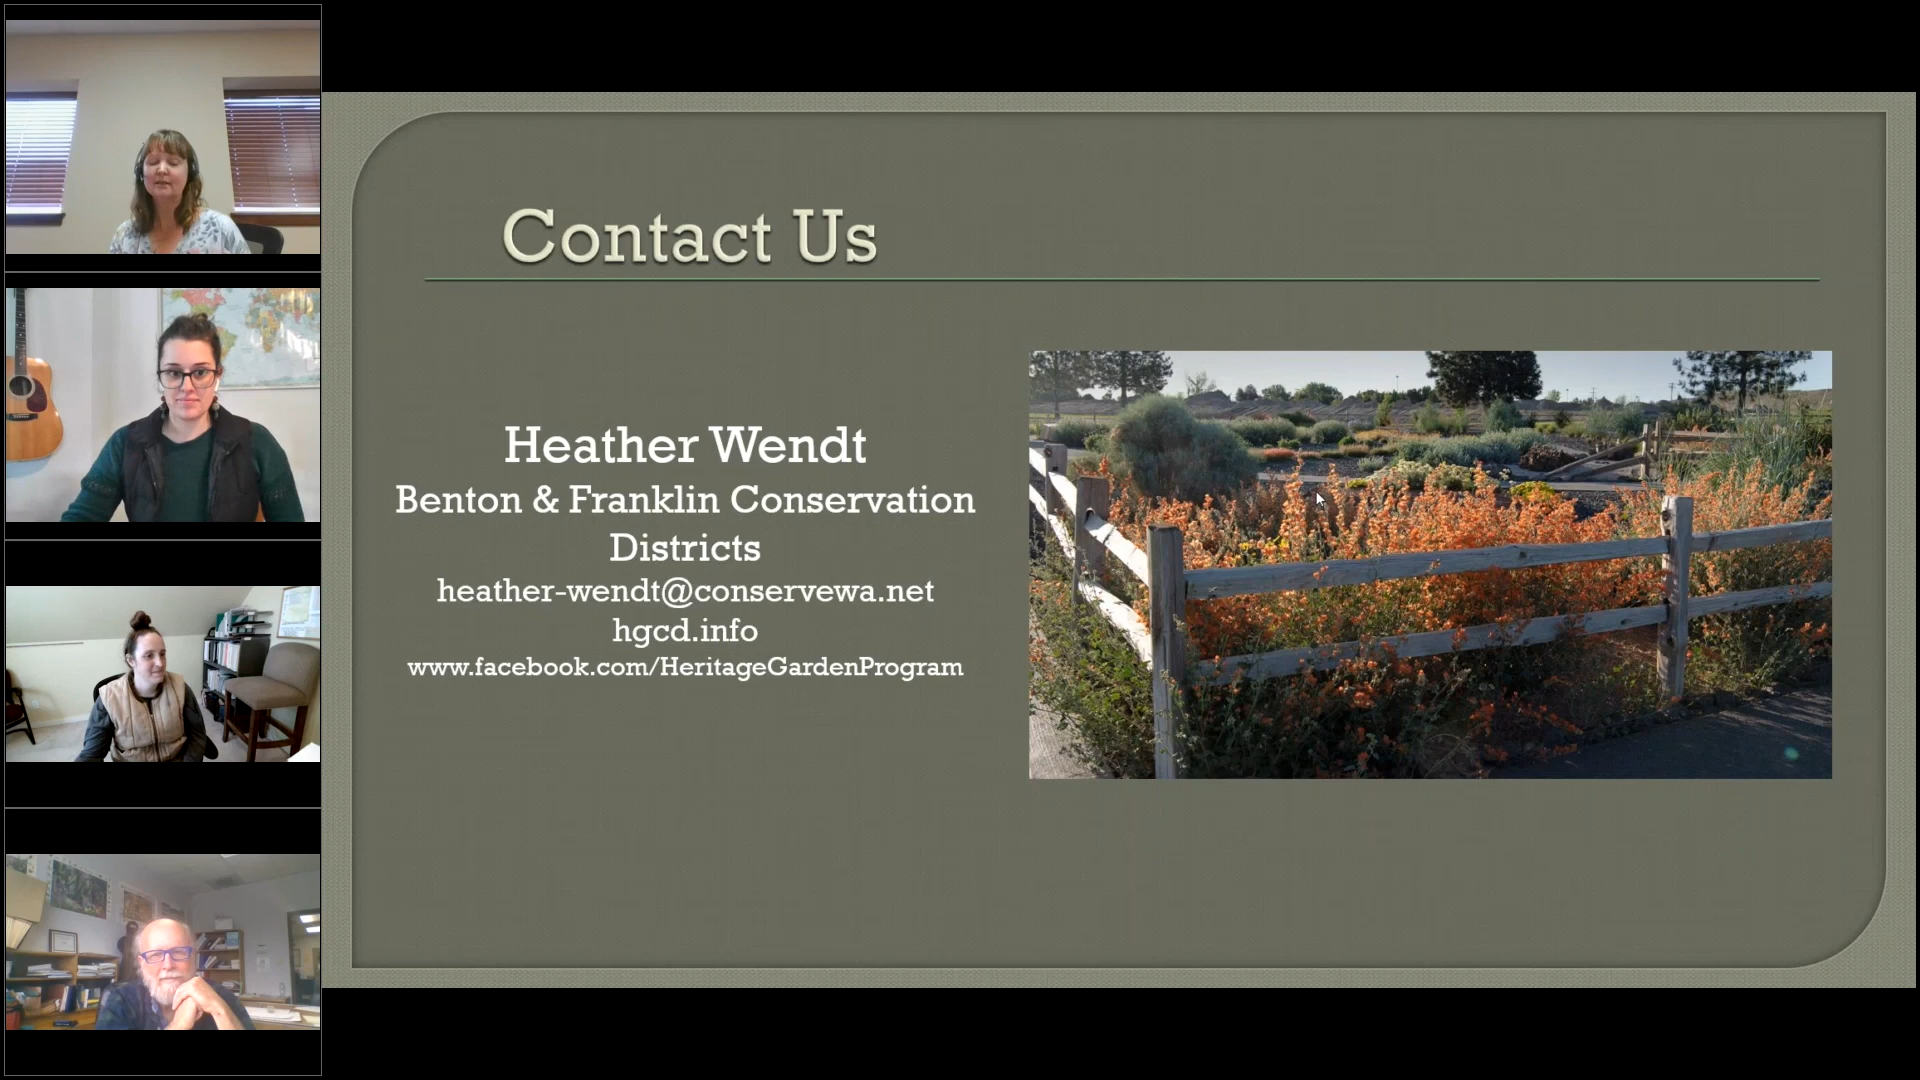 Contact Us
Heather Wendt
Benton & Franklin Conservation
Districts
heather-wendt@conservewa.net
hgcd.info
www.facebook.com/HeritageGardenProgram